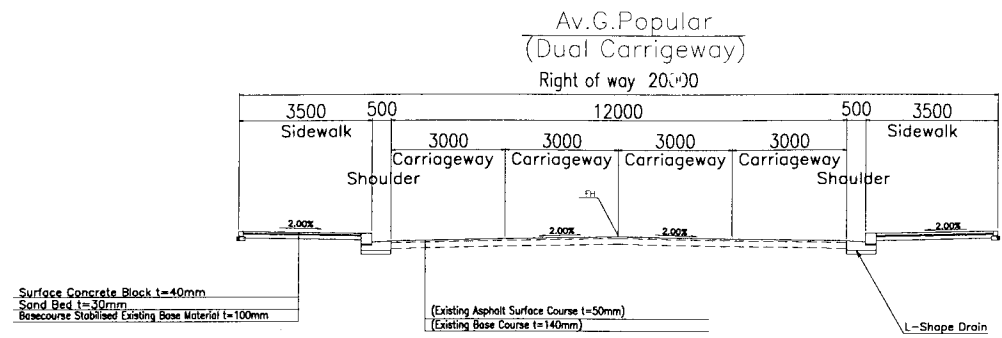 Av.G.Popular
(Dual Carrigeway)
Right of way 20000
3500 500 12000 500 3500
Sidewalk Sidewalk
3000 3000 3000 3000
Carriageway Carriageway Carriageway Carriageway
Shoulder Shoulder
FH
2.00% 2.00% 2.00% 2.00%
Surface Concrete Block t=40mm
Sand Bed t=30mm
Basecourse Stabilised Existing Base Material t=100mm
(Existing Asphalt Surface Course t=50mm)
(Existing Base Course t=140mm)
L-Shape Drain